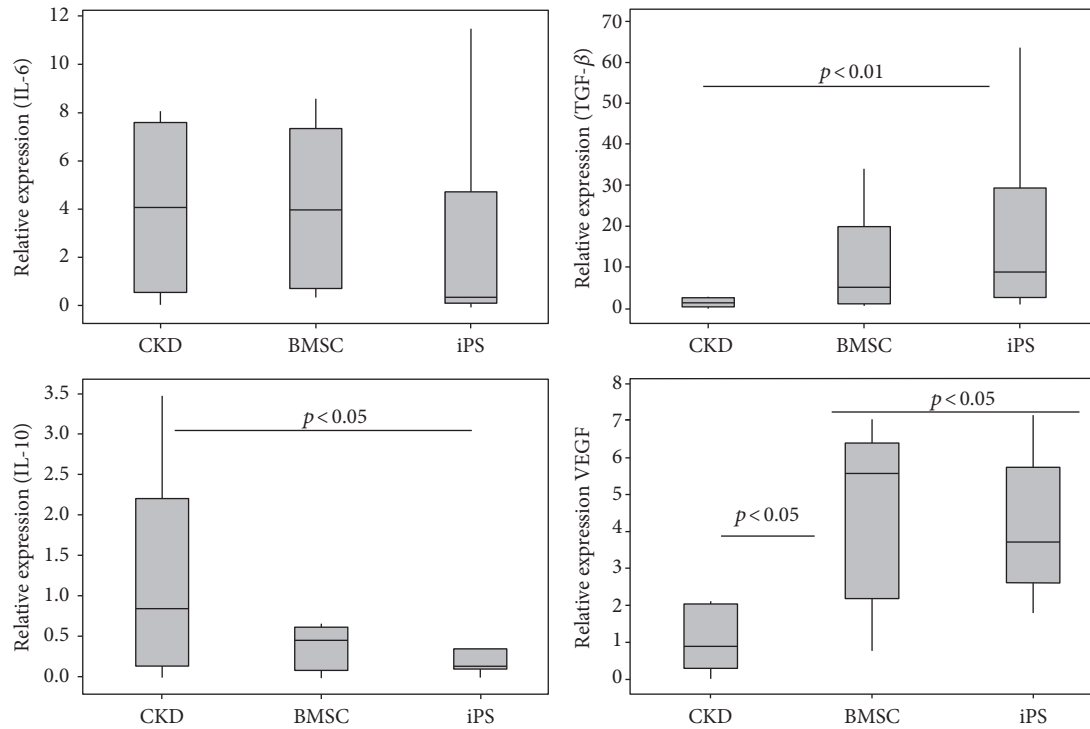 Relative expression (IL-6)
12
10
8
6
4
2
0
CKD BMSC iPS
Relative expression (TGF-β)
70
60
50
40
30
20
10
0
p < 0.01
CKD BMSC iPS
Relative expression (IL-10)
3.5
3.0
2.5
2.0
1.5
1.0
0.5
0.0
p < 0.05
CKD BMSC iPS
Relative expression VEGF
8
7
6
5
4
3
2
1
0
p < 0.05
p < 0.05
CKD BMSC iPS